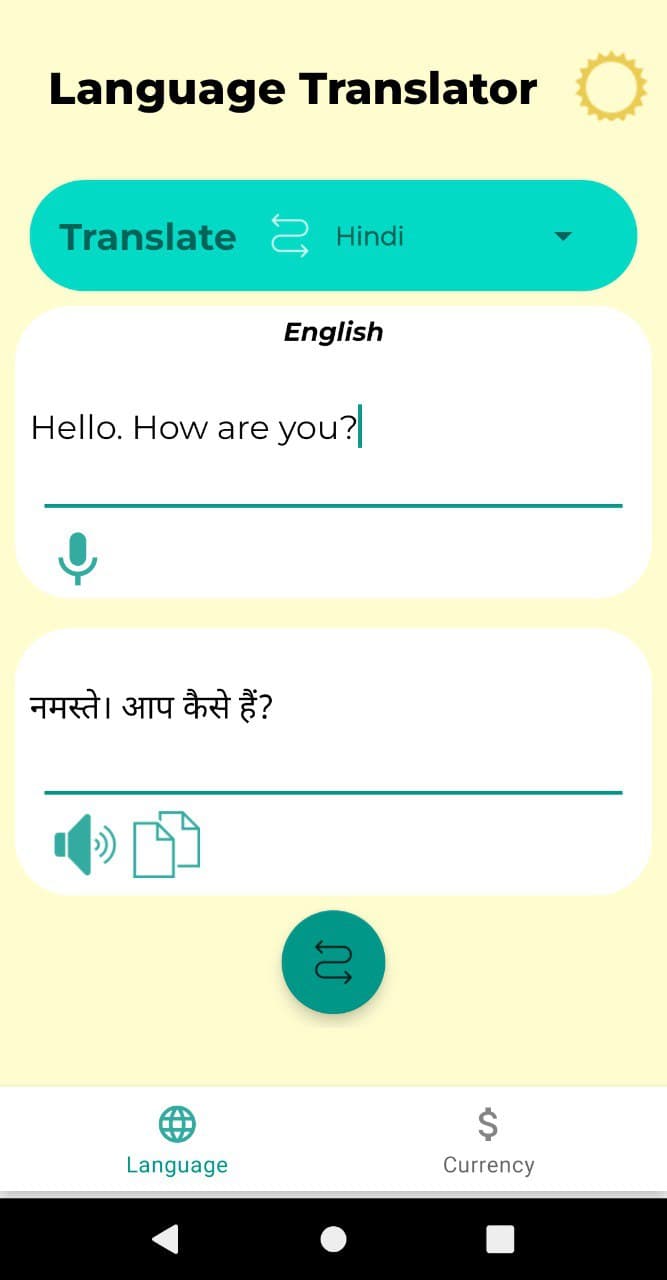 Language Translator
Translate Hindi
English
Hello. How are you?
नमस्ते। आप कैसे हैं?
Language Currency